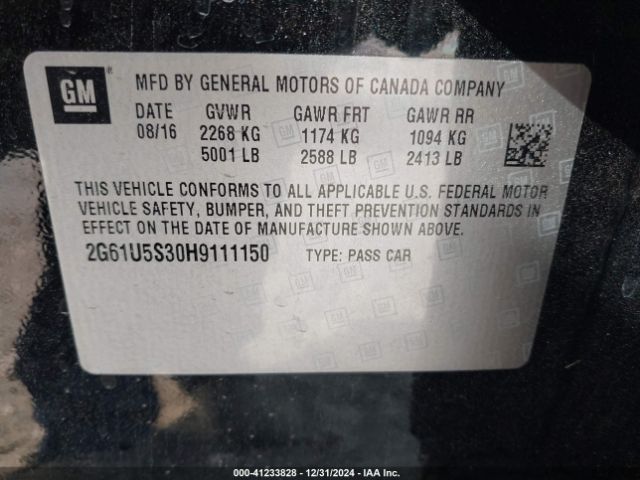 GM ®
MFD BY GENERAL MOTORS OF CANADA COMPANY
DATE GVWR GAWR FRT GAWR RR
08/16 2268 KG 1174 KG 1094 KG
5001 LB 2588 LB 2413 LB
THIS VEHICLE CONFORMS TO ALL APPLICABLE U.S. FEDERAL MOTOR
VEHICLE SAFETY, BUMPER, AND THEFT PREVENTION STANDARDS IN
EFFECT ON THE DATE OF MANUFACTURE SHOWN ABOVE.
2G61U5S30H9111150 TYPE: PASS CAR
000-41233828 - 12/31/2024 - IAA Inc.